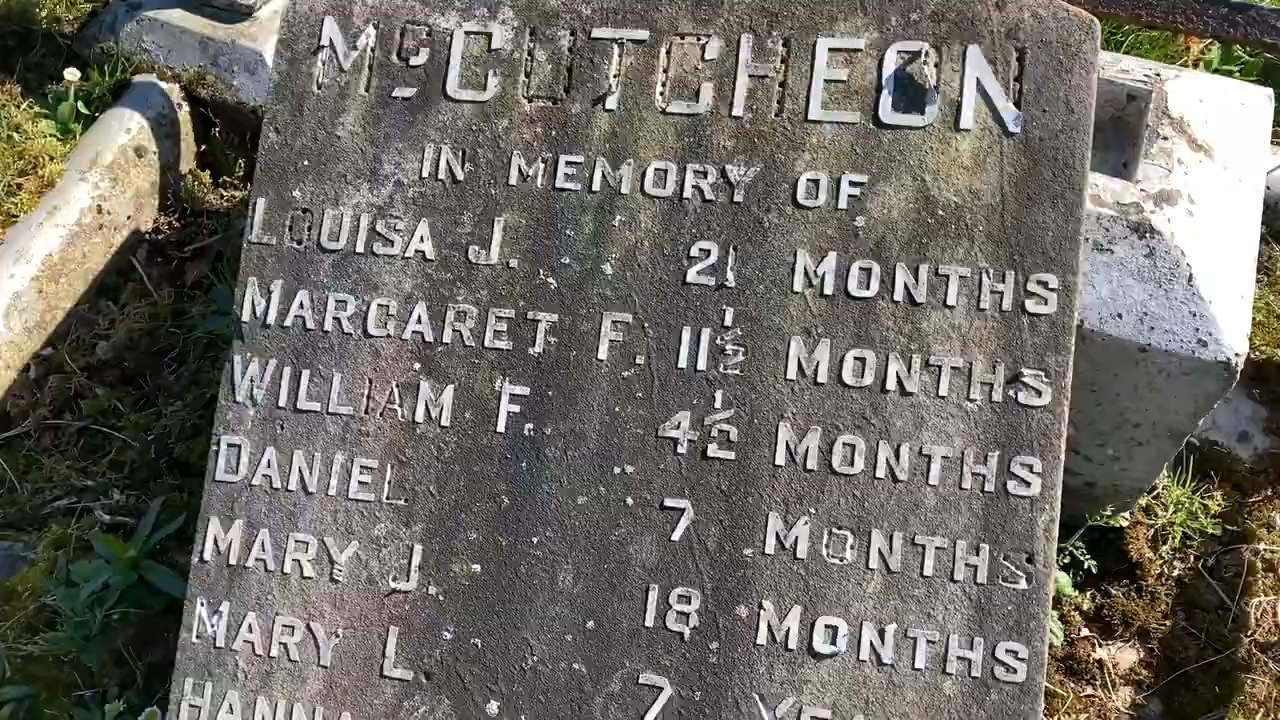 McCUTCHEON
IN MEMORY OF
LOUISA J. 21 MONTHS
MARGARET F. 11½ MONTHS
WILLIAM F. 4½ MONTHS
DANIEL 7 MONTHS
MARY J. 18 MONTHS
MARY L. 7